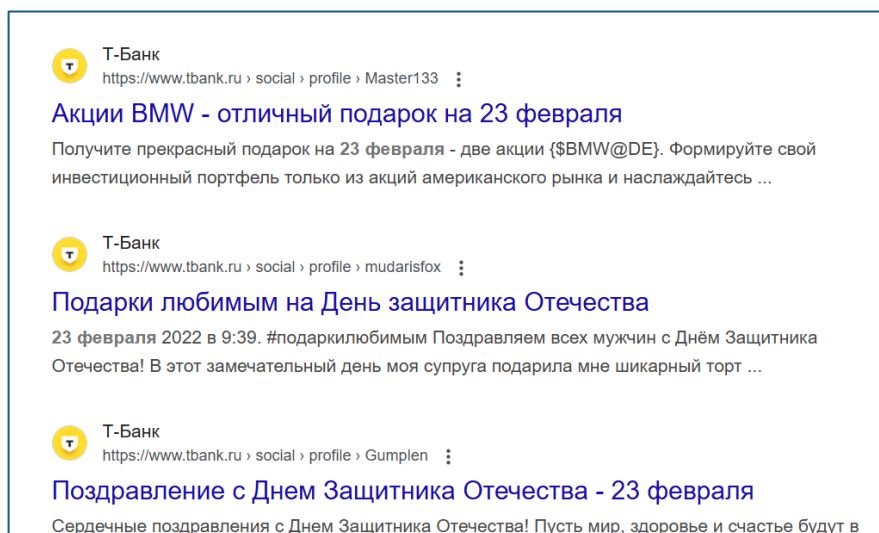 Т-Банк
https://www.tbank.ru › social › profile › Master133
Акции BMW - отличный подарок на 23 февраля
Получите прекрасный подарок на 23 февраля - две акции {$BMW@DE}. Формируйте свой
инвестиционный портфель только из акций американского рынка и наслаждайтесь ...
Т-Банк
https://www.tbank.ru › social › profile › mudarisfox
Подарки любимым на День защитника Отечества
23 февраля 2022 в 9:39. #подаркилюбимым Поздравляем всех мужчин с Днём Защитника
Отечества! В этот замечательный день моя супруга подарила мне шикарный торт ...
Т-Банк
https://www.tbank.ru › social › profile › Gumplen
Поздравление с Днем Защитника Отечества - 23 февраля
Сердечные поздравления с Днем Защитника Отечества! Пусть мир, здоровье и счастье будут в